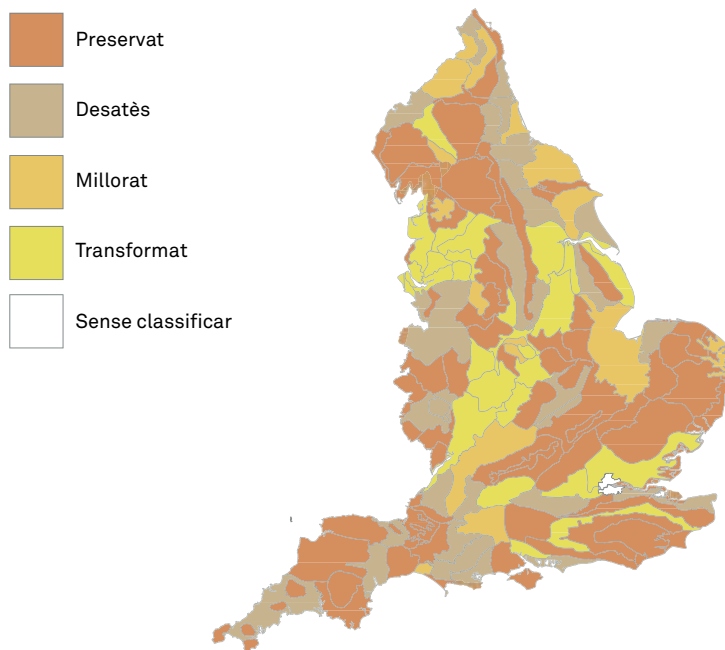 Preservat
Desatès
Millorat
Transformat
Sense classificar